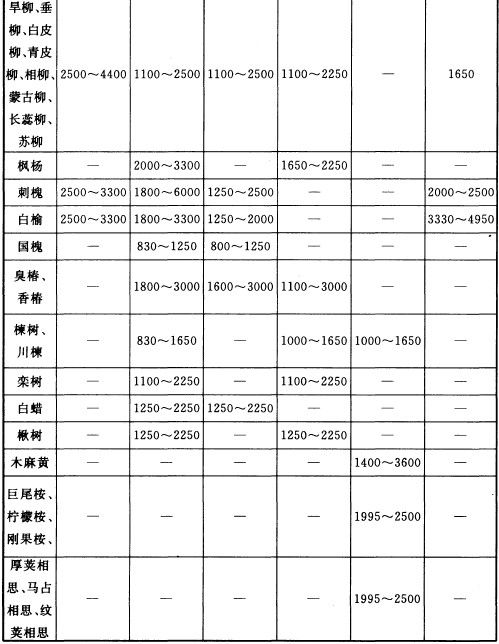 旱柳、垂
柳、白皮
柳、青皮
柳、相柳、
蒙古柳、
长蕊柳、
苏柳
2500～4400 1100～2500 1100～2500 1100～2250 — 1650
枫杨 — 2000～3300 — 1650～2250 — —
刺槐 2500～3300 1800～6000 1250～2500 — — 2000～2500
白榆 2500～3300 1800～3300 1250～2000 — — 3330～4950
国槐 — 830～1250 800～1250 — — —
臭椿、
香椿
— 1800～3000 1600～3000 1100～3000 — —
楝树、
川楝
— 830～1650 — 1000～1650 1000～1650 —
栾树 — 1100～2250 — 1100～2250 — —
白蜡 — 1250～2250 1250～2250 — — —
楸树 — 1250～2250 — 1250～2250 — —
木麻黄 — — — — 1400～3600 —
巨尾桉、
柠檬桉、
刚果桉、
— — — — 1995～2500 —
厚荚相
思、马占
相思、纹
荚相思
— — — — 1995～2500 —